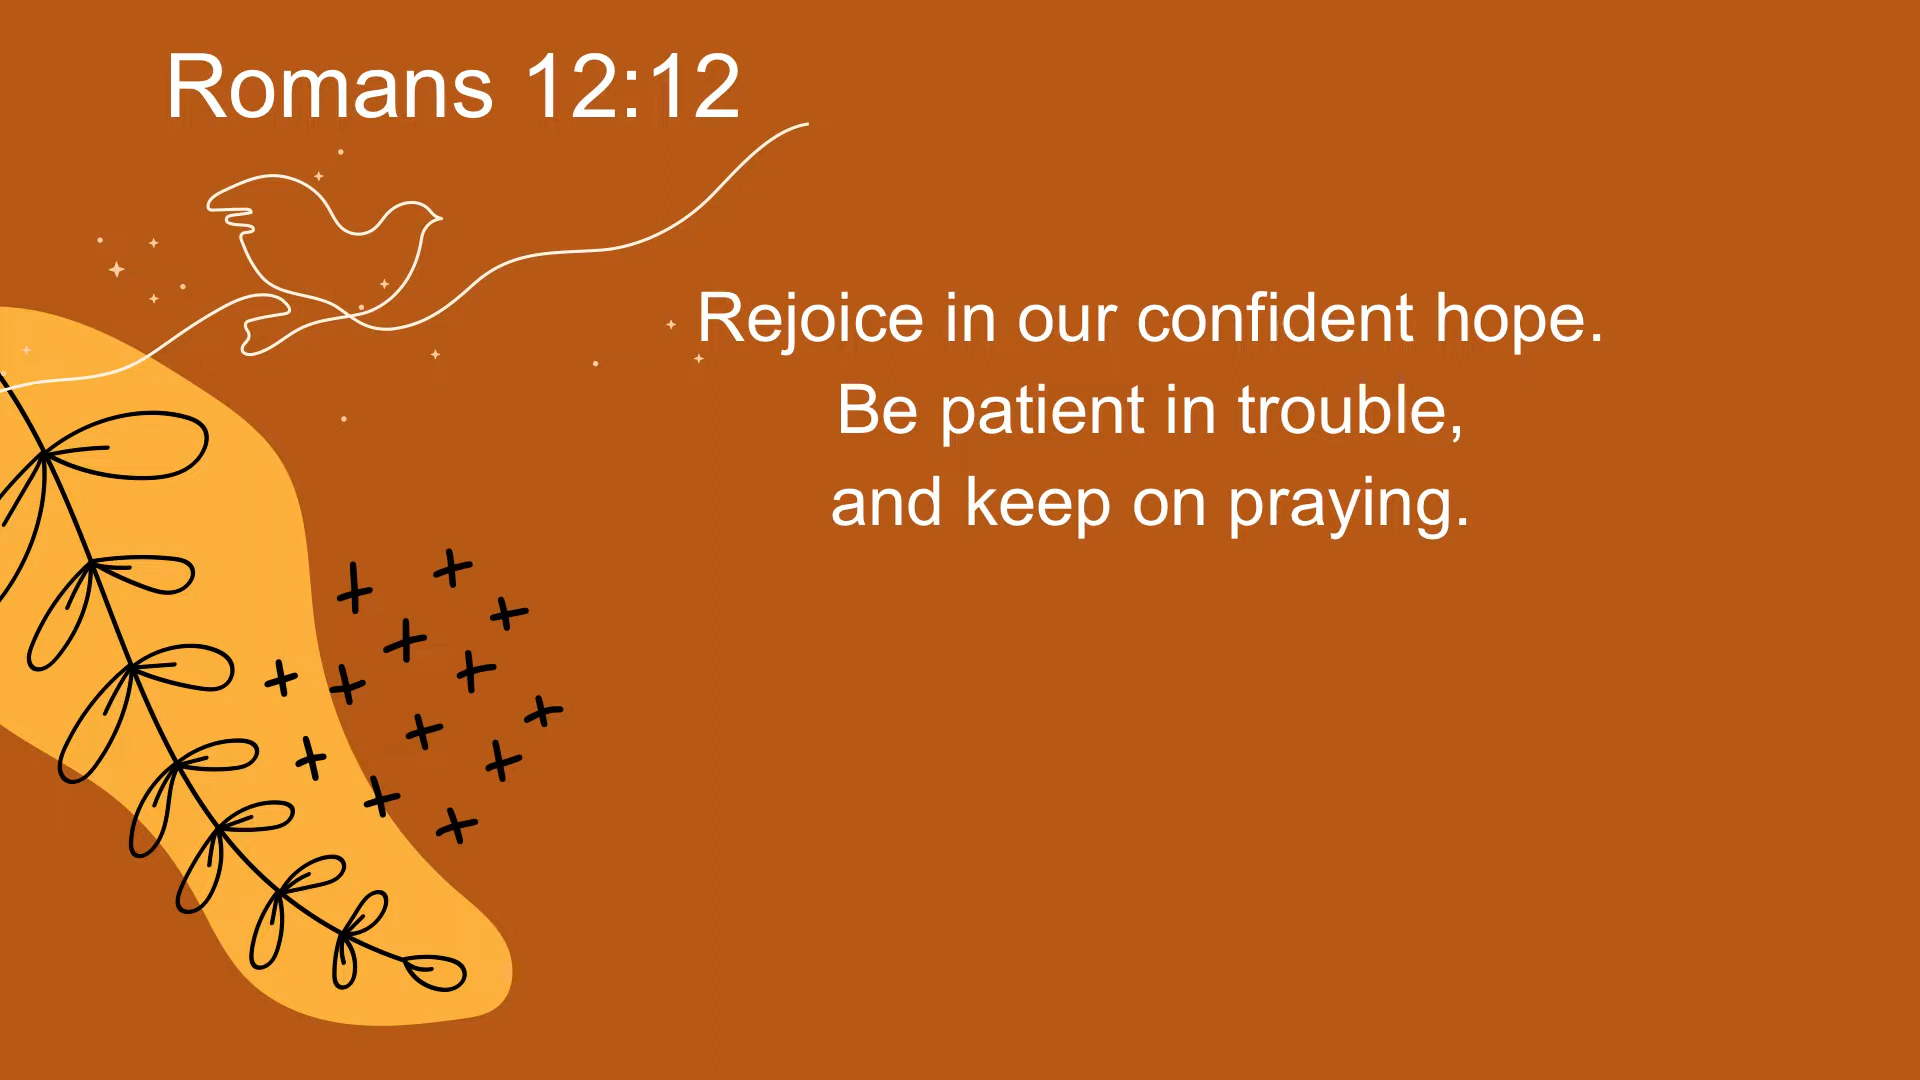 Romans 12:12
Rejoice in our confident hope.
Be patient in trouble,
and keep on praying.